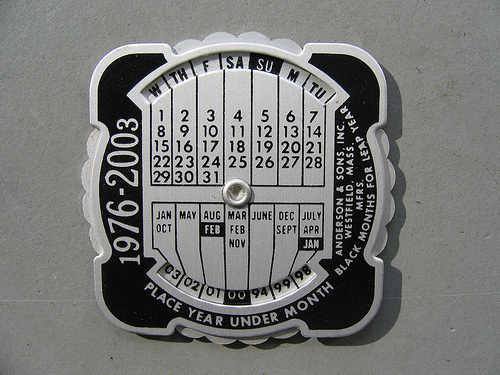 W TH F SA SU M TU
1 2 3 4 5 6 7
8 9 10 11 12 13 14
15 16 17 18 19 20 21
22 23 24 25 26 27 28
29 30 31
JAN MAY AUG MAR JUNE DEC JULY
OCT FEB FEB SEPT APR
NOV JAN
03 02 01 00 94 99 98
PLACE YEAR UNDER MONTH
1976-2003
ANDERSON & SONS, INC.
WESTFIELD, MASS.
MFRS.
BLACK MONTHS FOR LEAP YEAR